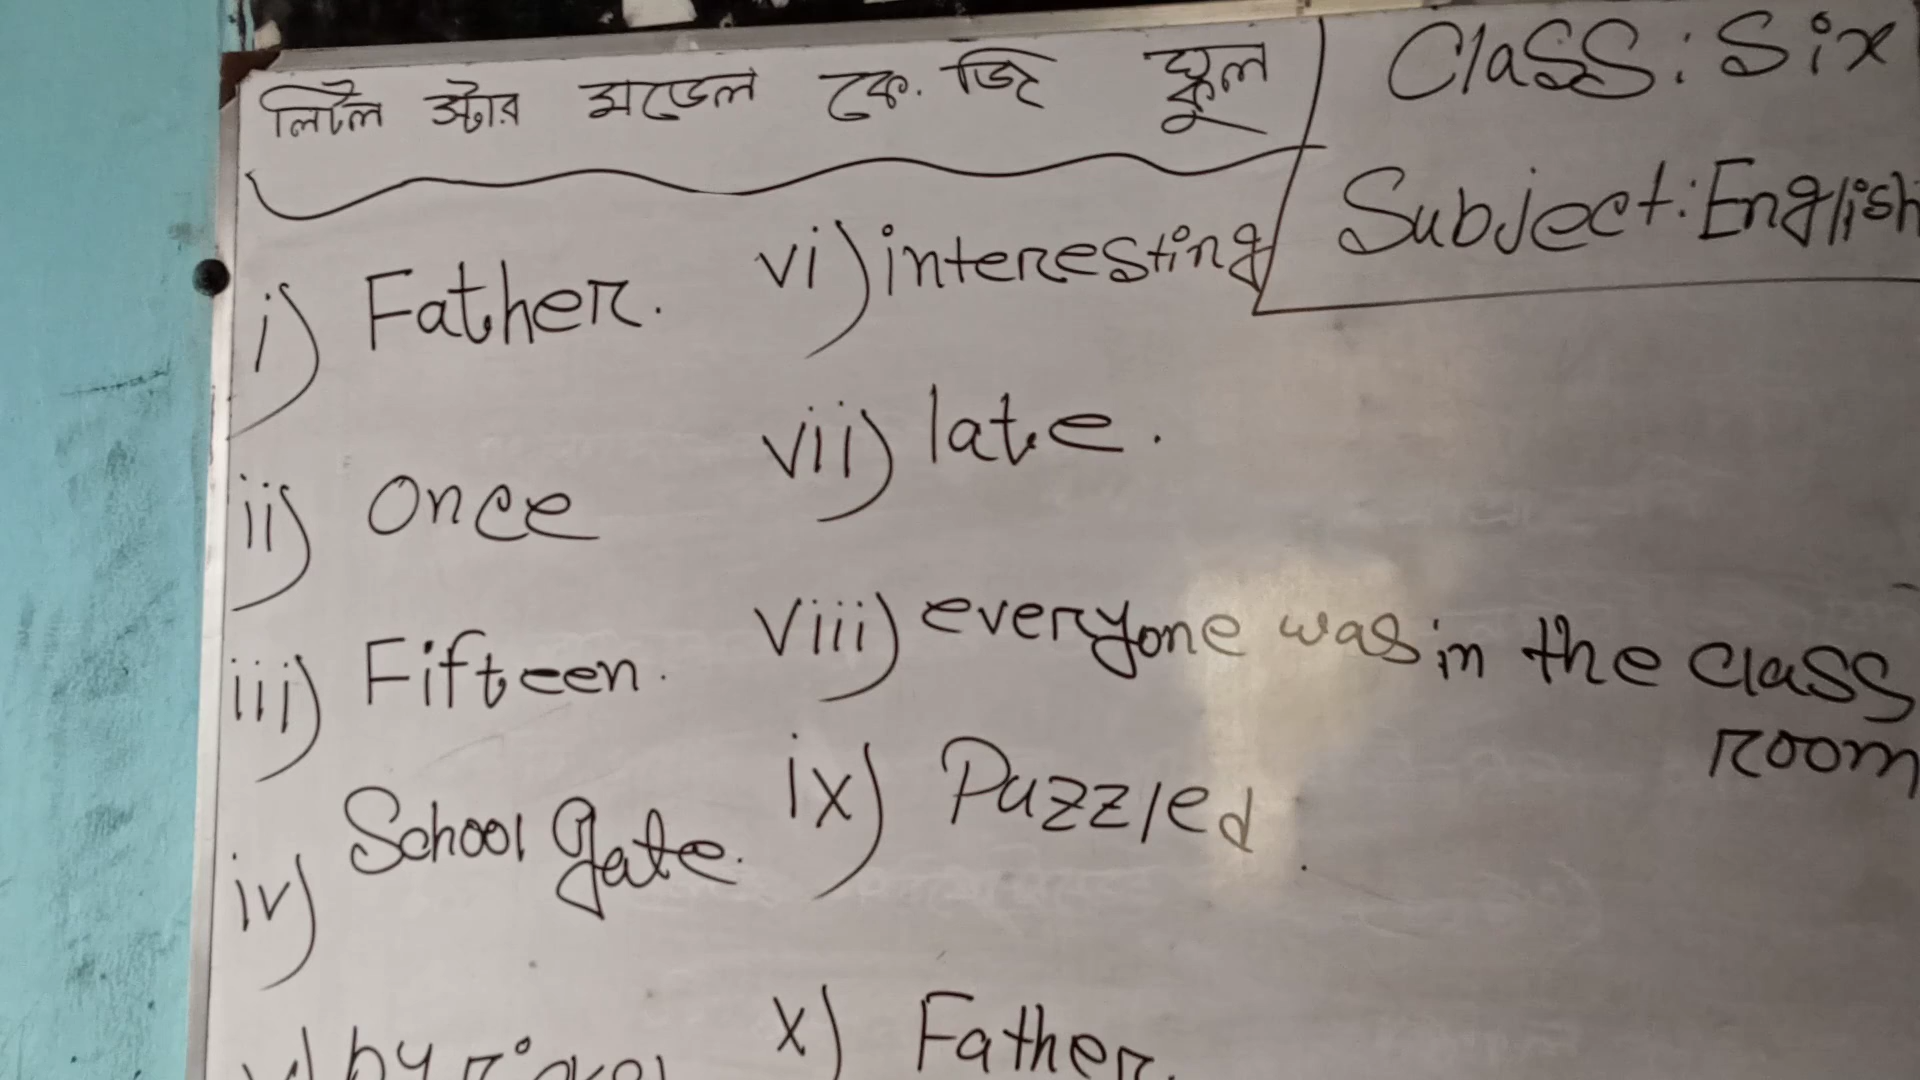 লিটল স্টার মডেল কে. জি স্কুল
Class: Six
Subject: English
i) Father.
ii) once
iii) Fifteen.
iv) School gate.
v) by
vi) interesting
vii) late.
viii) everyone was in the class
room
ix) Puzzled.
x) Father.